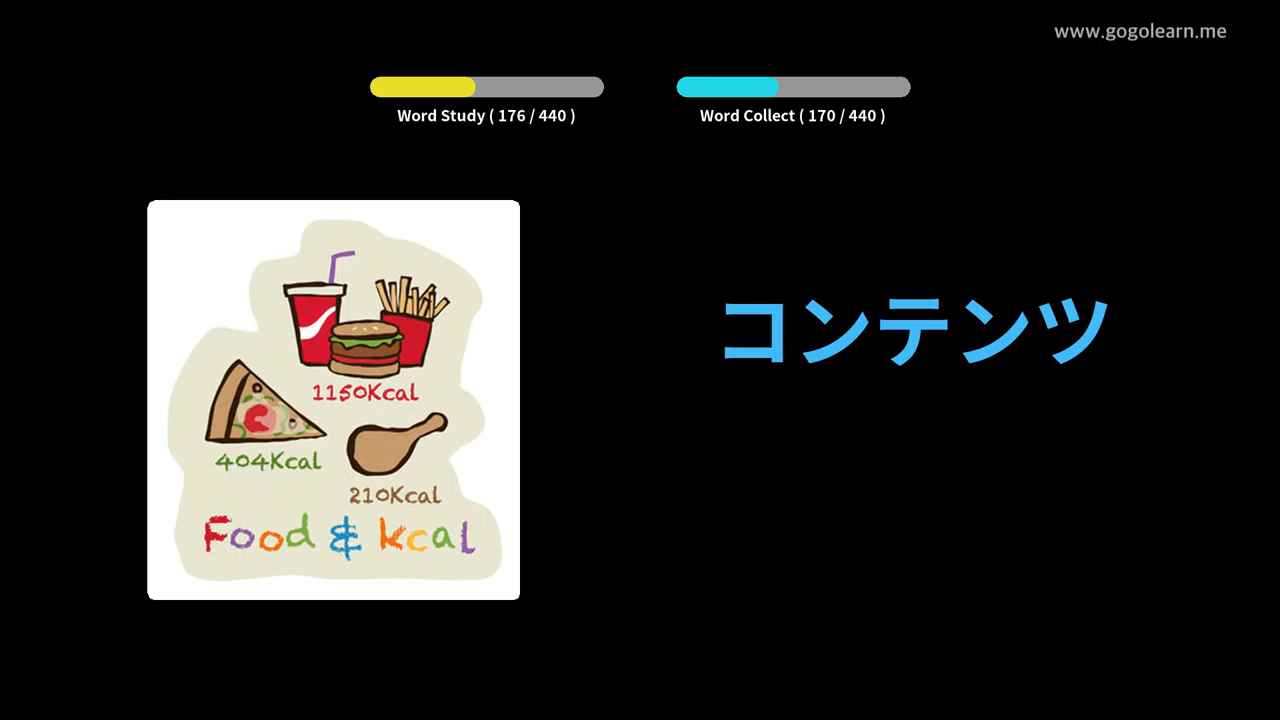 www.gogolearn.me
Word Study ( 176 / 440 )
Word Collect ( 170 / 440 )
1150Kcal
404Kcal
210Kcal
Food & kcal
コンテンツ